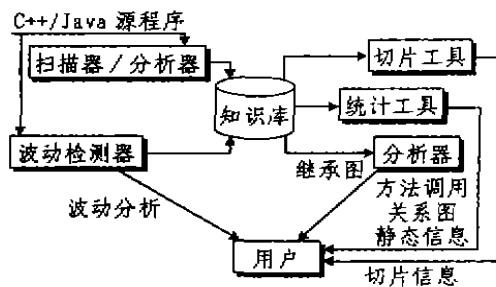 C++/Java 源程序
扫描器/分析器
切片工具
知识库
统计工具
波动检测器
继承图
分析器
波动分析
方法调用
关系图
静态信息
用户
切片信息